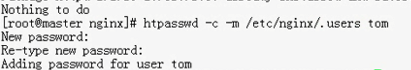 Nothing to do
[root@master nginx]# htpasswd -c -m /etc/nginx/.users tom
New password:
Re-type new password:
Adding password for user tom